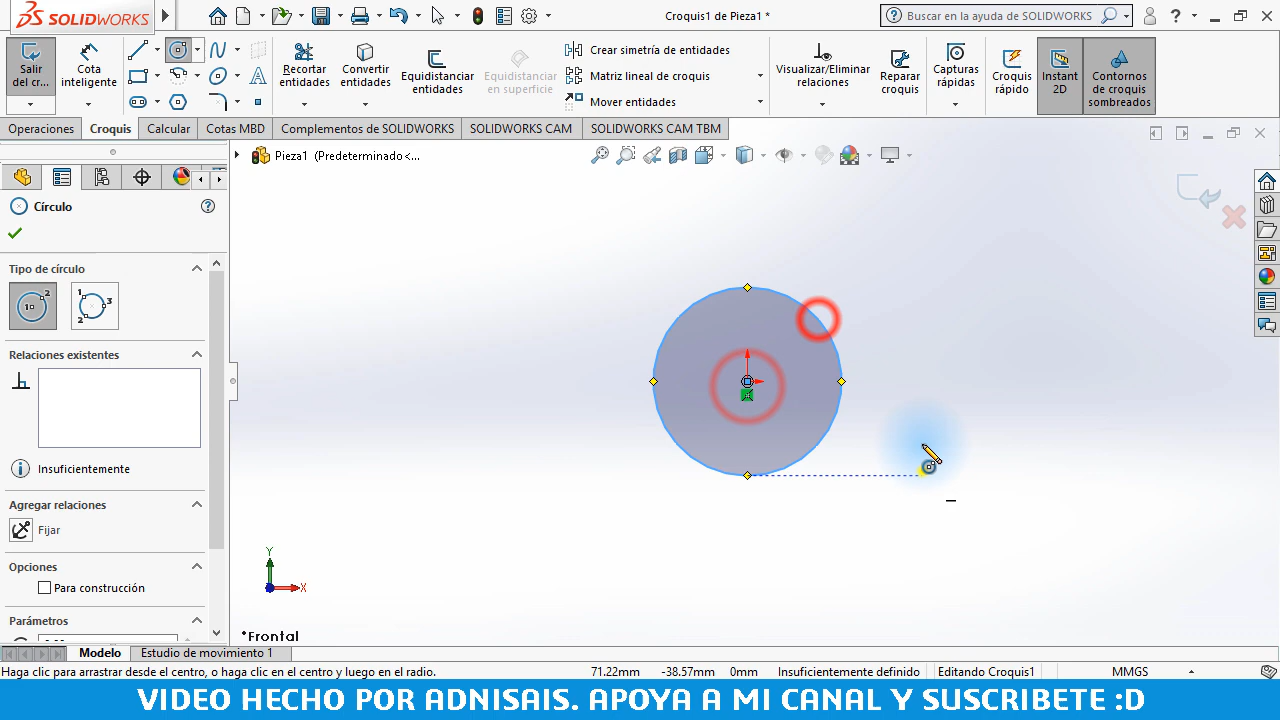 SOLIDWORKS
Croquis1 de Pieza1 *
Buscar en la ayuda de SOLIDWORKS
?
Salir del cr...
Cota inteligente
Recortar entidades
Convertir entidades
Equidistanciar entidades
Equidistanciar en superficie
Crear simetría de entidades
Matriz lineal de croquis
Mover entidades
Visualizar/Eliminar relaciones
Reparar croquis
Capturas rápidas
Croquis rápido
Instant 2D
Contornos de croquis sombreados
Operaciones
Croquis
Calcular
Cotas MBD
Complementos de SOLIDWORKS
SOLIDWORKS CAM
SOLIDWORKS CAM TBM
Pieza1 (Predeterminado <...
Círculo
Tipo de círculo
Relaciones existentes
Insuficientemente
Agregar relaciones
Fijar
Opciones
Para construcción
Parámetros
Y
X
*Frontal
Modelo
Estudio de movimiento 1
Haga clic para arrastrar desde el centro, o haga clic en el centro y luego en el radio.
71.22mm
-38.57mm
0mm
Insuficientemente definido
Editando Croquis1
MMGS
VIDEO HECHO POR ADNISAIS. APOYA A MI CANAL Y SUSCRIBETE :D